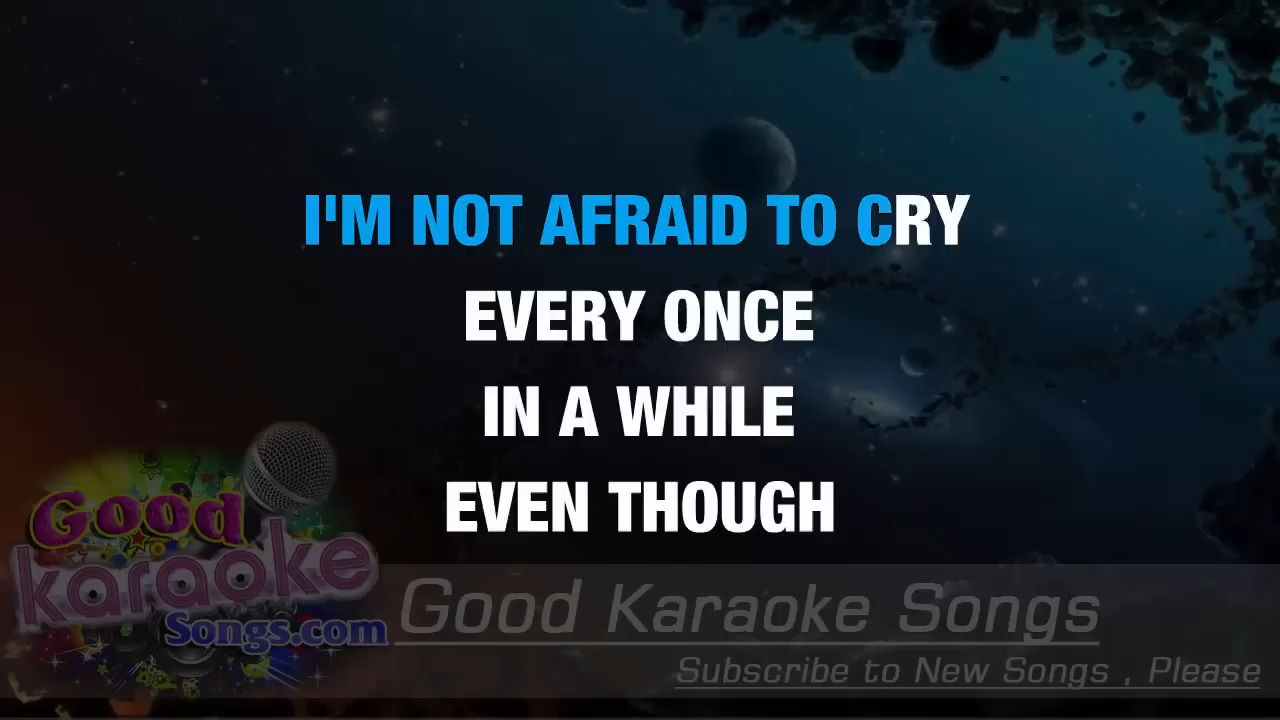 I'M NOT AFRAID TO CRY
EVERY ONCE
IN A WHILE
EVEN THOUGH
Good
karaoke
Songs.com
Good Karaoke Songs
Subscribe to New Songs , Please